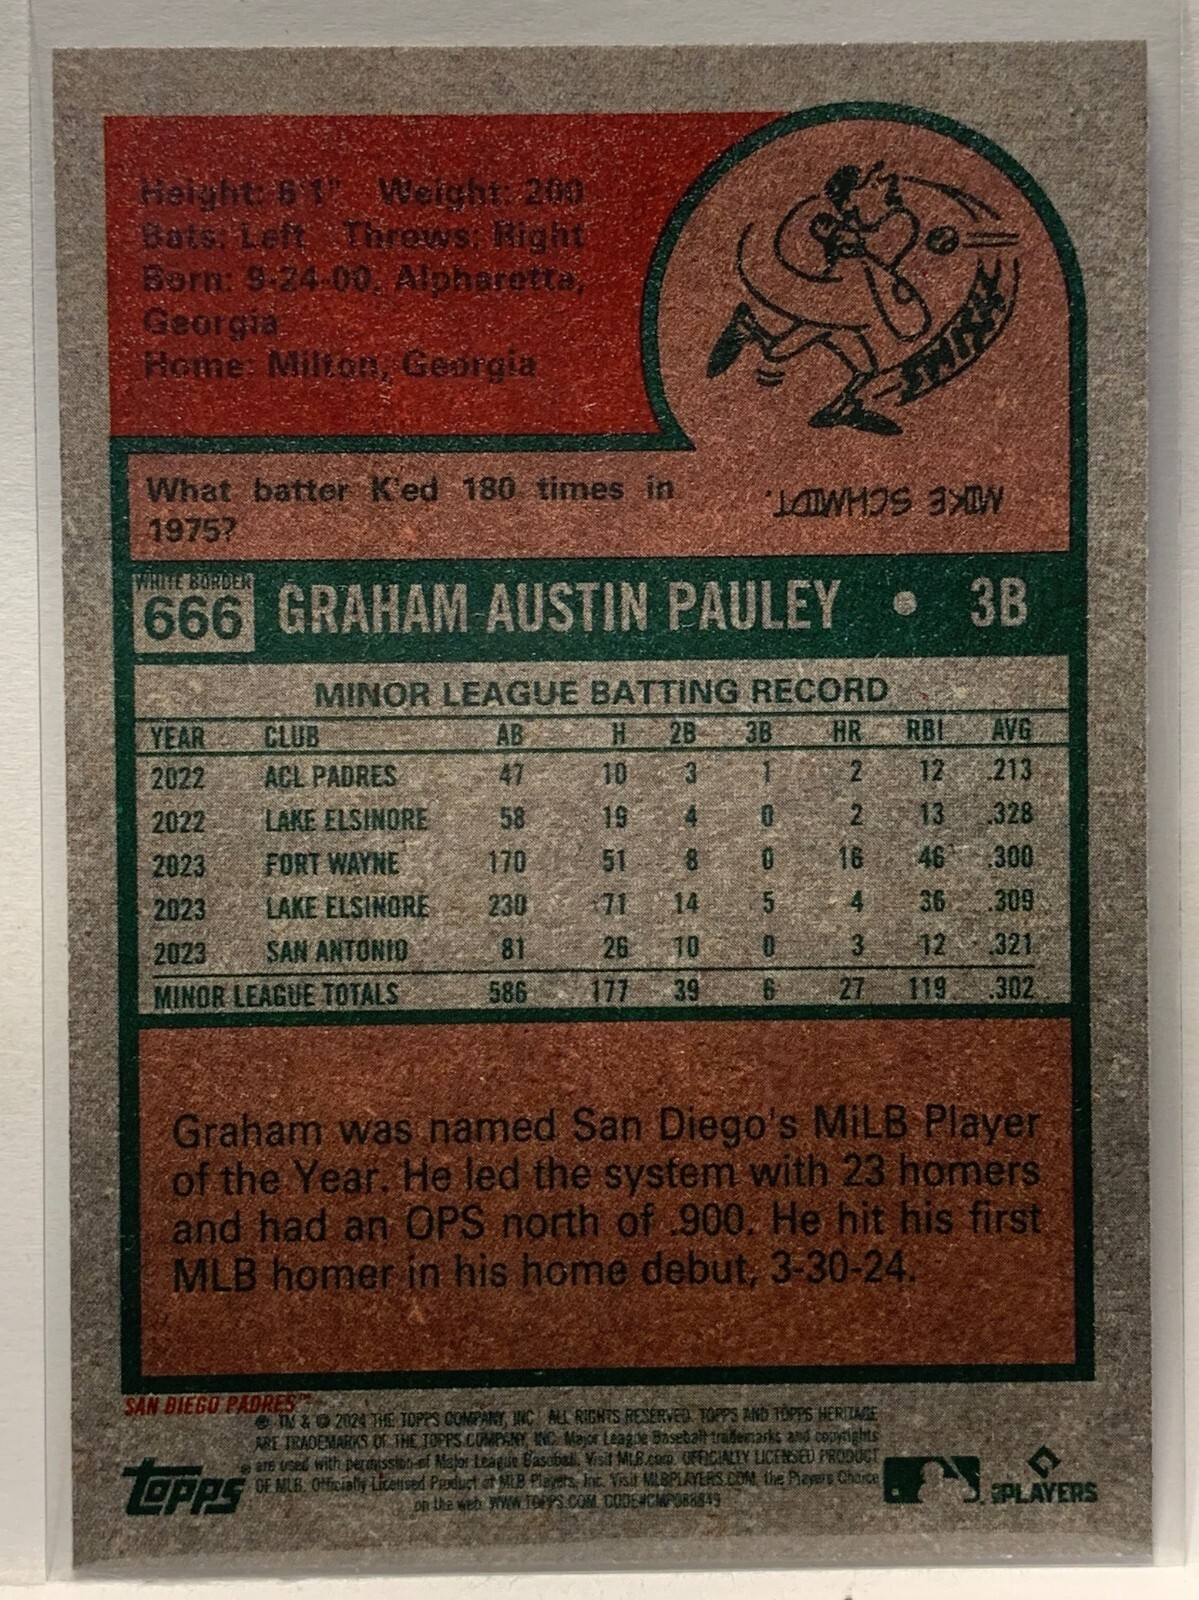 Height: 6'1" Weight: 200
Bats: Left Throws: Right
Born: 9-24-00, Alpharetta,
Georgia
Home: Milton, Georgia
SWISH
What batter K'ed 180 times in
1975?
MIKE SCHMIDT.
WHITE BORDER
666 GRAHAM AUSTIN PAULEY • 3B
MINOR LEAGUE BATTING RECORD
YEAR CLUB AB H 2B 3B HR RBI AVG
2022 ACL PADRES 47 10 3 1 2 12 .213
2022 LAKE ELSINORE 58 19 4 0 2 13 .328
2023 FORT WAYNE 170 51 8 0 16 46 .300
2023 LAKE ELSINORE 230 71 14 5 4 36 .309
2023 SAN ANTONIO 81 26 10 0 3 12 .321
MINOR LEAGUE TOTALS 586 177 39 6 27 119 .302
Graham was named San Diego's MiLB Player
of the Year. He led the system with 23 homers
and had an OPS north of .900. He hit his first
MLB homer in his home debut, 3-30-24.
SAN DIEGO PADRES™
® TM & © 2024 THE TOPPS COMPANY, INC. ALL RIGHTS RESERVED. TOPPS AND TOPPS HERITAGE
ARE TRADEMARKS OF THE TOPPS COMPANY, INC. Major League Baseball trademarks and copyrights
are used with permission of Major League Baseball. Visit MLB.com. OFFICIALLY LICENSED PRODUCT
OF MLB. Officially Licensed Product of MLB Players, Inc. Visit MLBPLAYERS.COM, the Players Choice
on the web. WWW.TOPPS.COM. CODE#CMP088849
Topps®
MLB PLAYERS